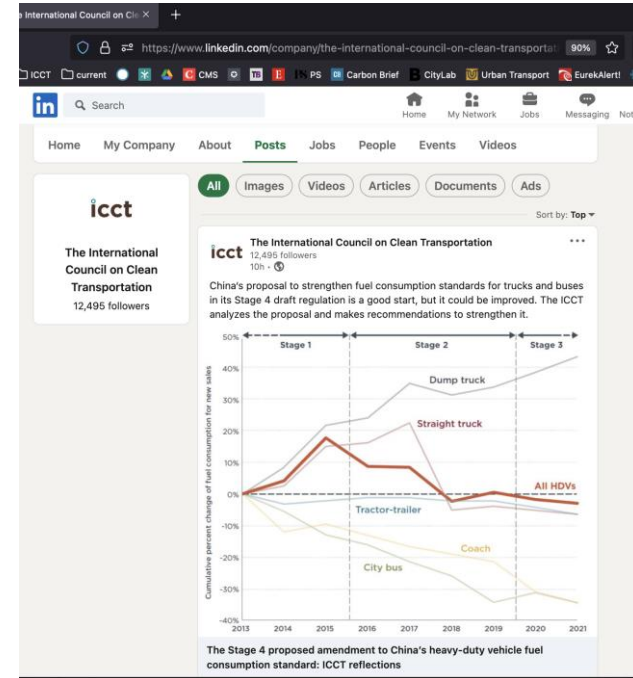 e International Council on Cle
https://www.linkedin.com/company/the-international-council-on-clean-transportat
90%
ICCT
current
CMS
TB
PS
Carbon Brief
CityLab
Urban Transport
EurekAlert!
in
Search
Home
My Network
Jobs
Messaging
Not
Home
My Company
About
Posts
Jobs
People
Events
Videos
All
Images
Videos
Articles
Documents
Ads
Sort by: Top
icct
The International
Council on Clean
Transportation
12,495 followers
icct
The International Council on Clean Transportation
12,495 followers
10h •
China's proposal to strengthen fuel consumption standards for trucks and buses
in its Stage 4 draft regulation is a good start, but it could be improved. The ICCT
analyzes the proposal and makes recommendations to strengthen it.
Cumulative percent change of fuel consumption for new sales
50%
40%
30%
20%
10%
0%
-10%
-20%
-30%
-40%
Stage 1
Stage 2
Stage 3
Dump truck
Straight truck
All HDVs
Tractor-trailer
Coach
City bus
2013
2014
2015
2016
2017
2018
2019
2020
2021
The Stage 4 proposed amendment to China's heavy-duty vehicle fuel
consumption standard: ICCT reflections